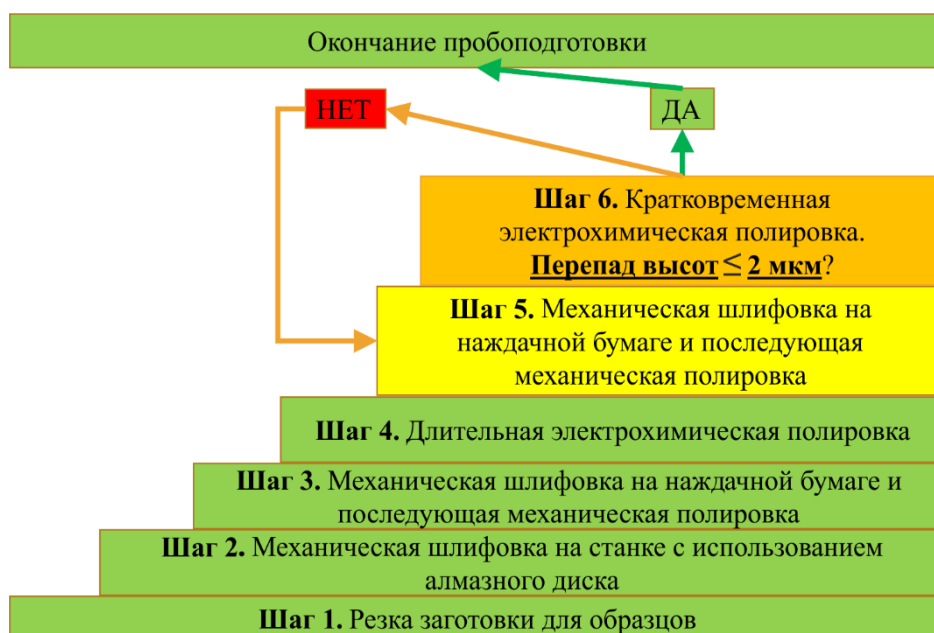 Окончание пробоподготовки
НЕТ
ДА
Шаг 6. Кратковременная
электрохимическая полировка.
Перепад высот ≤ 2 мкм?
Шаг 5. Механическая шлифовка на
наждачной бумаге и последующая
механическая полировка
Шаг 4. Длительная электрохимическая полировка
Шаг 3. Механическая шлифовка на наждачной бумаге и
последующая механическая полировка
Шаг 2. Механическая шлифовка на станке с использованием
алмазного диска
Шаг 1. Резка заготовки для образцов